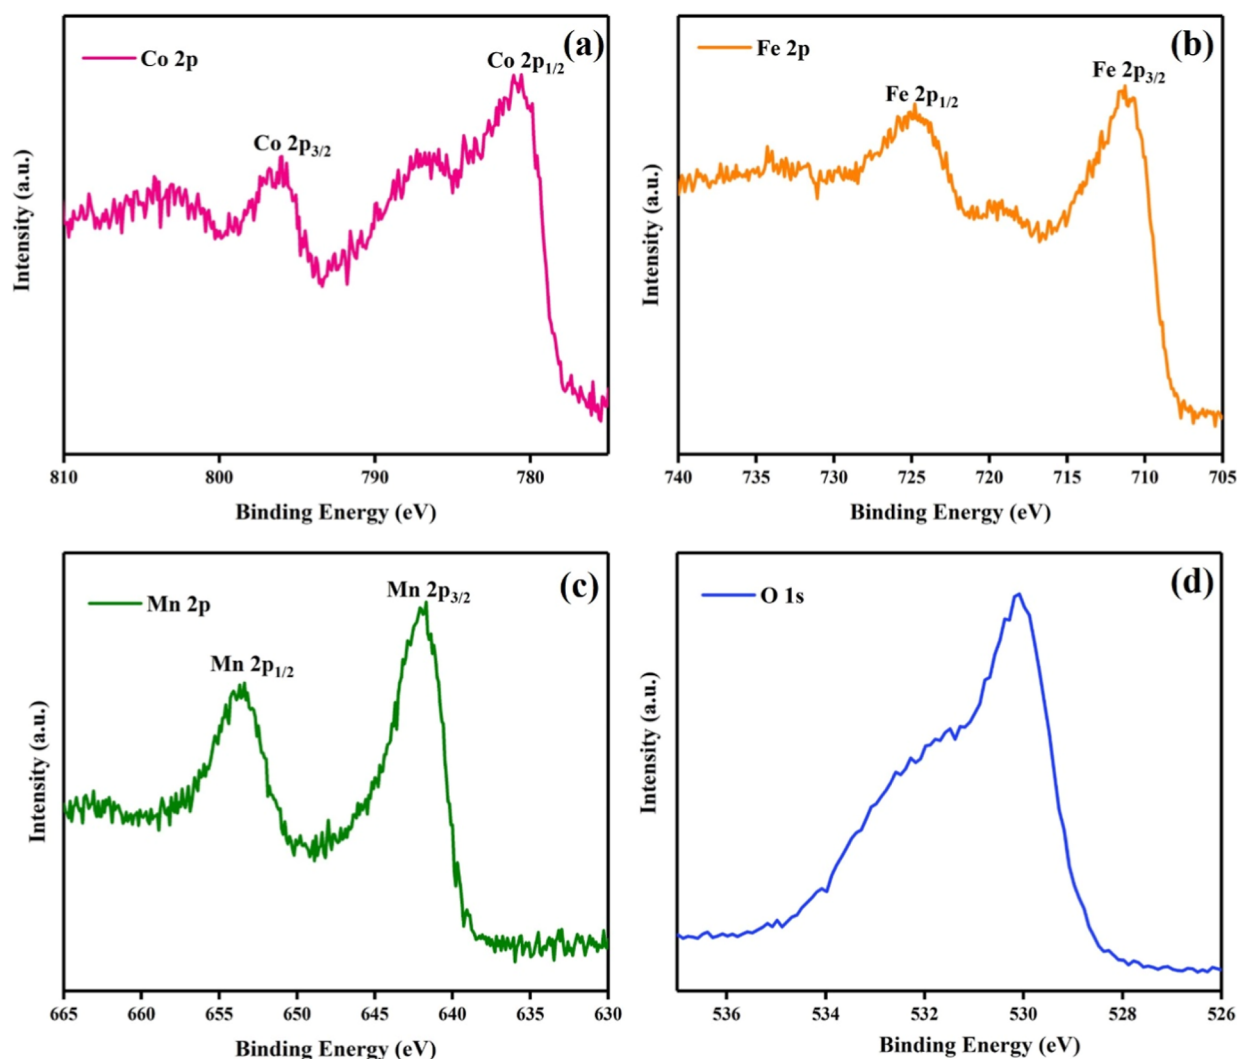 (a)
Co 2p
Co 2p1/2
Co 2p3/2
Intensity (a.u.)
810 800 790 780
Binding Energy (eV)
(b)
Fe 2p
Fe 2p3/2
Fe 2p1/2
Intensity (a.u.)
740 735 730 725 720 715 710 705
Binding Energy (eV)
(c)
Mn 2p
Mn 2p3/2
Mn 2p1/2
Intensity (a.u.)
665 660 655 650 645 640 635 630
Binding Energy (eV)
(d)
O 1s
Intensity (a.u.)
536 534 532 530 528 526
Binding Energy (eV)